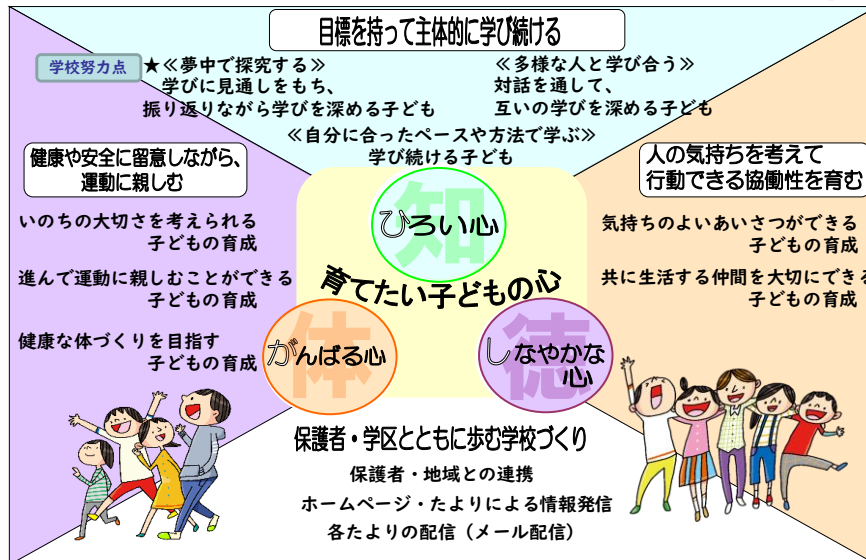 目標を持って主体的に学び続ける
学校努力点
★≪夢中で探究する≫
学びに見通しをもち、
振り返りながら学びを深める子ども
≪多様な人と学び合う≫
対話を通して、
互いの学びを深める子ども
≪自分に合ったペースや方法で学ぶ≫
学び続ける子ども
健康や安全に留意しながら、
運動に親しむ
いのちの大切さを考えられる
子どもの育成
進んで運動に親しむことができる
子どもの育成
健康な体づくりを目指す
子どもの育成
人の気持ちを考えて
行動できる協働性を育む
気持ちのよいあいさつができる
子どもの育成
共に生活する仲間を大切にできる
子どもの育成
知
ひろい心
育てたい子どもの心
体
がんばる心
徳
しなやかな
心
保護者・学区とともに歩む学校づくり
保護者・地域との連携
ホームページ・たよりによる情報発信
各たよりの配信（メール配信）